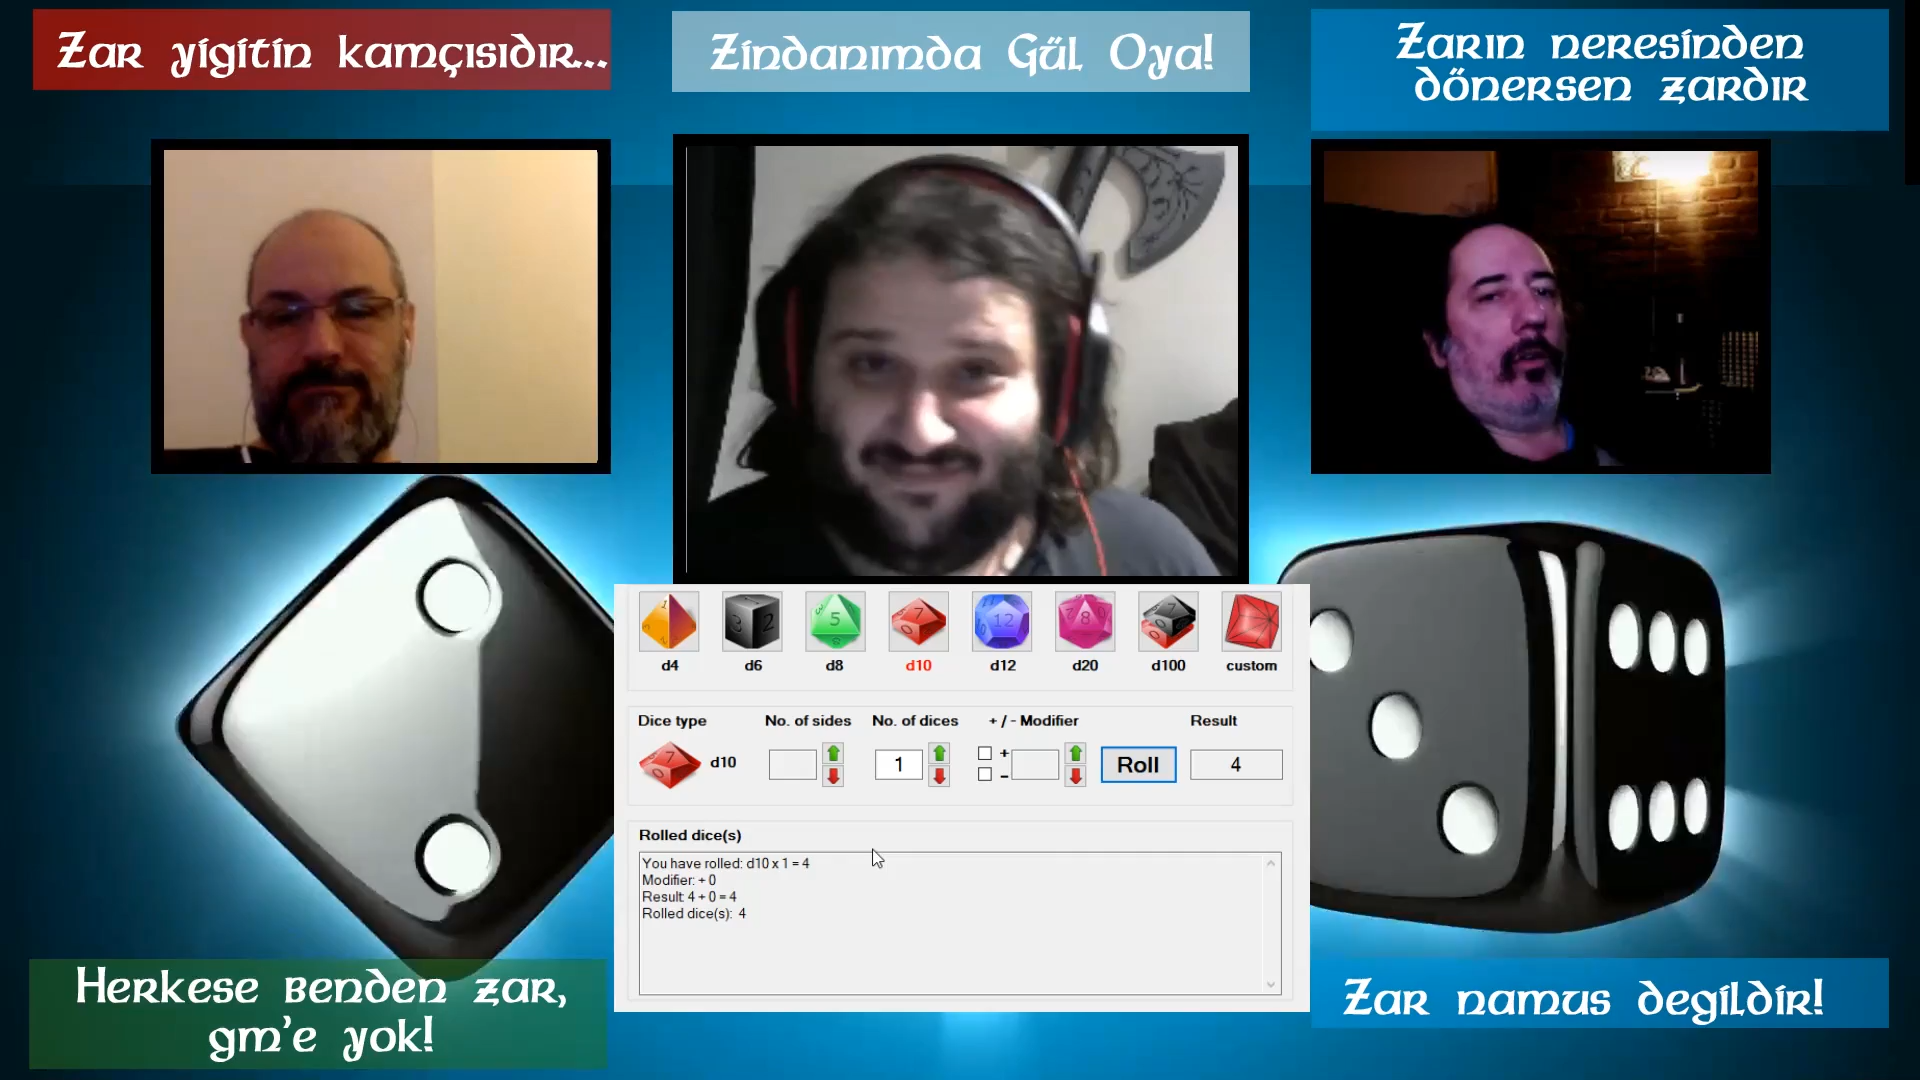 Zar yigitin kamçısıdır...
Zindanımda Gül Oya!
Zarın neresinden
dönersen zardır
d4 d6 d8 d10 d12 d20 d100 custom
Dice type No. of sides No. of dices + / - Modifier Result
d10 1 + - Roll 4
Rolled dice(s)
You have rolled: d10 x 1 = 4
Modifier: + 0
Result: 4 + 0 = 4
Rolled dice(s): 4
Herkese benden zar,
gm'e yok!
Zar namus degildir!